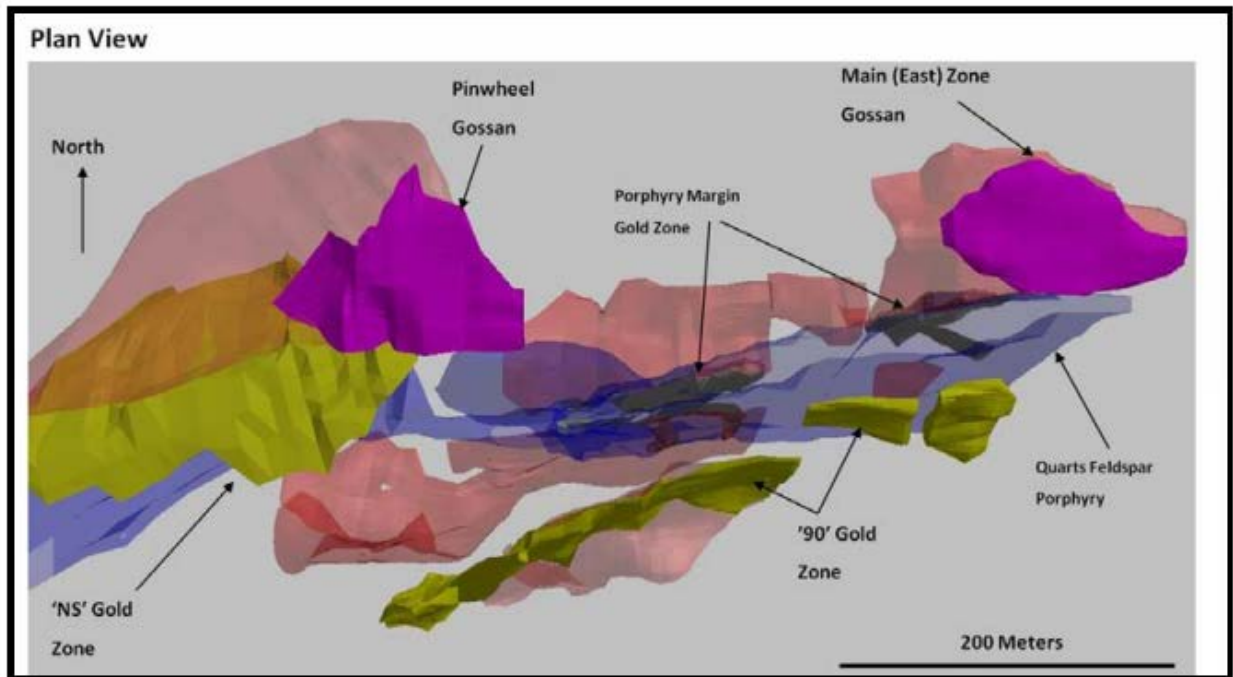 Plan View
North
Pinwheel
Gossan
Main (East) Zone
Gossan
Porphyry Margin
Gold Zone
Quarts Feldspar
Porphyry
'90' Gold
Zone
'NS' Gold
Zone
200 Meters